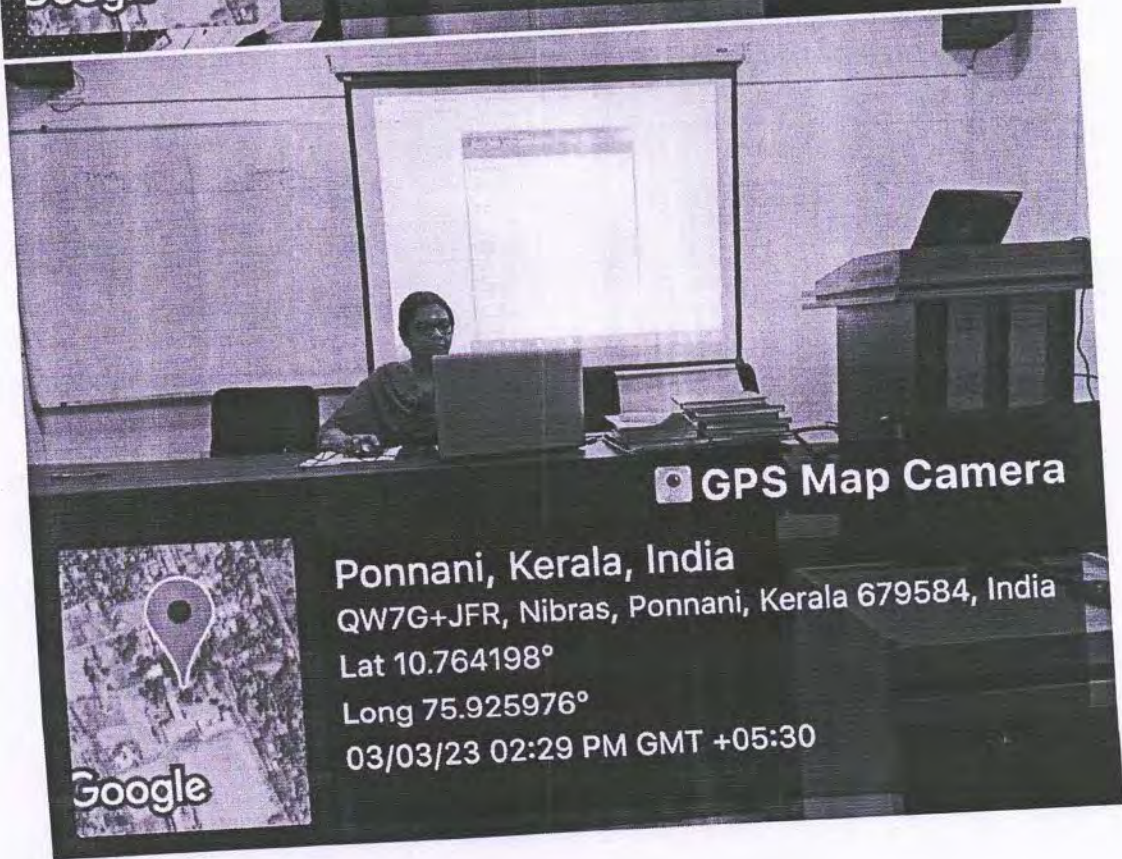 Google
GPS Map Camera
Ponnani, Kerala, India
QW7G+JFR, Nibras, Ponnani, Kerala 679584, India
Lat 10.764198°
Long 75.925976°
03/03/23 02:29 PM GMT +05:30
Google